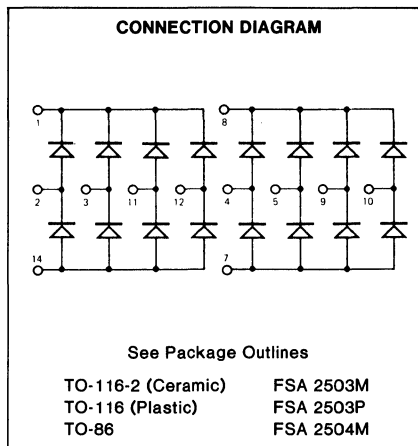 CONNECTION DIAGRAM
1 8
2 3 11 12 4 5 9 10
14 7
See Package Outlines
TO-116-2 (Ceramic) FSA 2503M
TO-116 (Plastic) FSA 2503P
TO-86 FSA 2504M